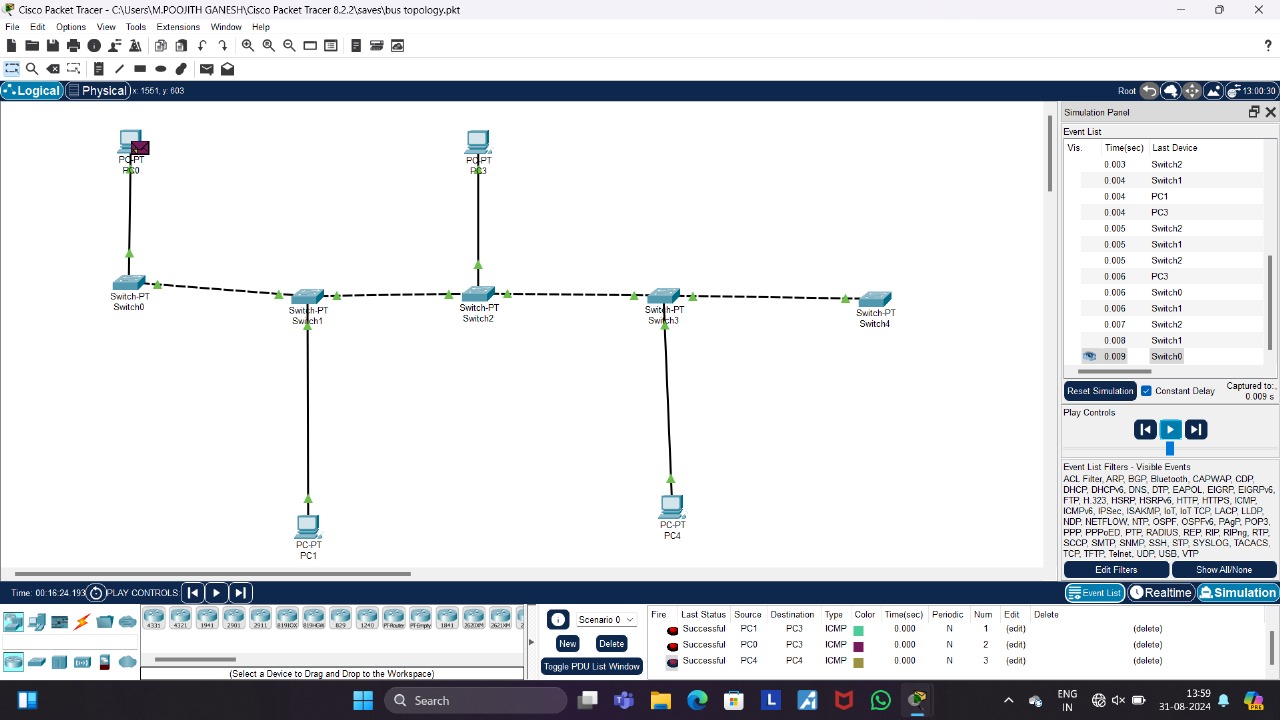 Cisco Packet Tracer - C:\Users\M.POOJITH GANESH\Cisco Packet Tracer 8.2.2\saves\bus topology.pkt
File Edit Options View Tools Extensions Window Help
Logical Physical x: 1551, y: 603 Root 13:00:30
PC-PT
PC0
PC-PT
PC3
Switch-PT
Switch0
Switch-PT
Switch1
Switch-PT
Switch2
Switch-PT
Switch3
Switch-PT
Switch4
PC-PT
PC1
PC-PT
PC4
Simulation Panel
Event List
Vis. Time(sec) Last Device
0.003 Switch2
0.004 Switch1
0.004 PC1
0.004 PC3
0.005 Switch2
0.005 Switch1
0.005 Switch2
0.006 PC3
0.006 Switch0
0.006 Switch1
0.007 Switch2
0.008 Switch1
0.009 Switch0
Reset Simulation Constant Delay Captured to:
0.009 s
Play Controls
Event List Filters - Visible Events
ACL Filter, ARP, BGP, Bluetooth, CAPWAP, CDP,
DHCP, DHCPv6, DNS, DTP, EAPOL, EIGRP, EIGRPv6,
FTP, H.323, HSRP, HSRPv6, HTTP, HTTPS, ICMP,
ICMPv6, IPSec, ISAKMP, IoT, IoT TCP, LACP, LLDP,
NDP, NETFLOW, NTP, OSPF, OSPFv6, PAgP, POP3,
PPP, PPPoED, PTP, RADIUS, REP, RIP, RIPng, RTP,
SCCP, SMTP, SNMP, SSH, STP, SYSLOG, TACACS,
TCP, TFTP, Telnet, UDP, USB, VTP
Edit Filters Show All/None
Time: 00:16:24.193 PLAY CONTROLS: Event List Realtime Simulation
4331 4321 1941 2901 2911 819IOX 819HGW 829 1240 PT-Router PT-Empty 1841 2620XM 2621XM
(Select a Device to Drag and Drop to the Workspace)
Scenario 0
New Delete
Toggle PDU List Window
Fire Last Status Source Destination Type Color Time(sec) Periodic Num Edit Delete
Successful PC1 PC3 ICMP 0.000 N 1 (edit) (delete)
Successful PC0 PC3 ICMP 0.000 N 2 (edit) (delete)
Successful PC4 PC4 ICMP 0.000 N 3 (edit) (delete)
Search
ENG
IN
13:59
31-08-2024